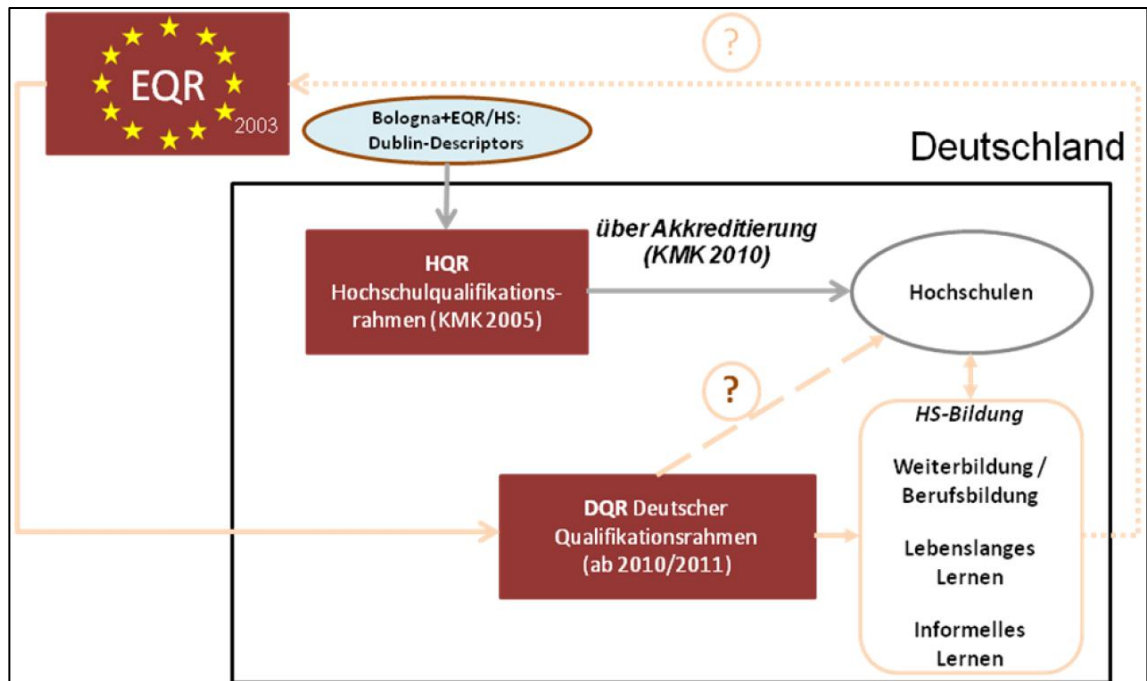 ?
EQR
2003
Bologna+EQR/HS:
Dublin-Descriptors
Deutschland
HQR
Hochschulqualifikations-
rahmen (KMK 2005)
über Akkreditierung
(KMK 2010)
Hochschulen
?
HS-Bildung
Weiterbildung /
Berufsbildung
Lebenslanges
Lernen
Informelles
Lernen
DQR Deutscher
Qualifikationsrahmen
(ab 2010/2011)